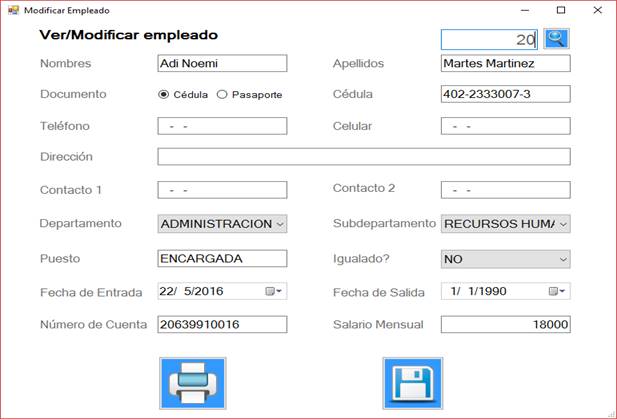 Modificar Empleado
Ver/Modificar empleado 20
Nombres Adi Noemi Apellidos Martes Martinez
Documento Cédula Pasaporte Cédula 402-2333007-3
Teléfono - - Celular - -
Dirección
Contacto 1 - - Contacto 2 - -
Departamento ADMINISTRACION Subdepartamento RECURSOS HUMA
Puesto ENCARGADA Igualado? NO
Fecha de Entrada 22/ 5/2016 Fecha de Salida 1/ 1/1990
Número de Cuenta 20639910016 Salario Mensual 18000